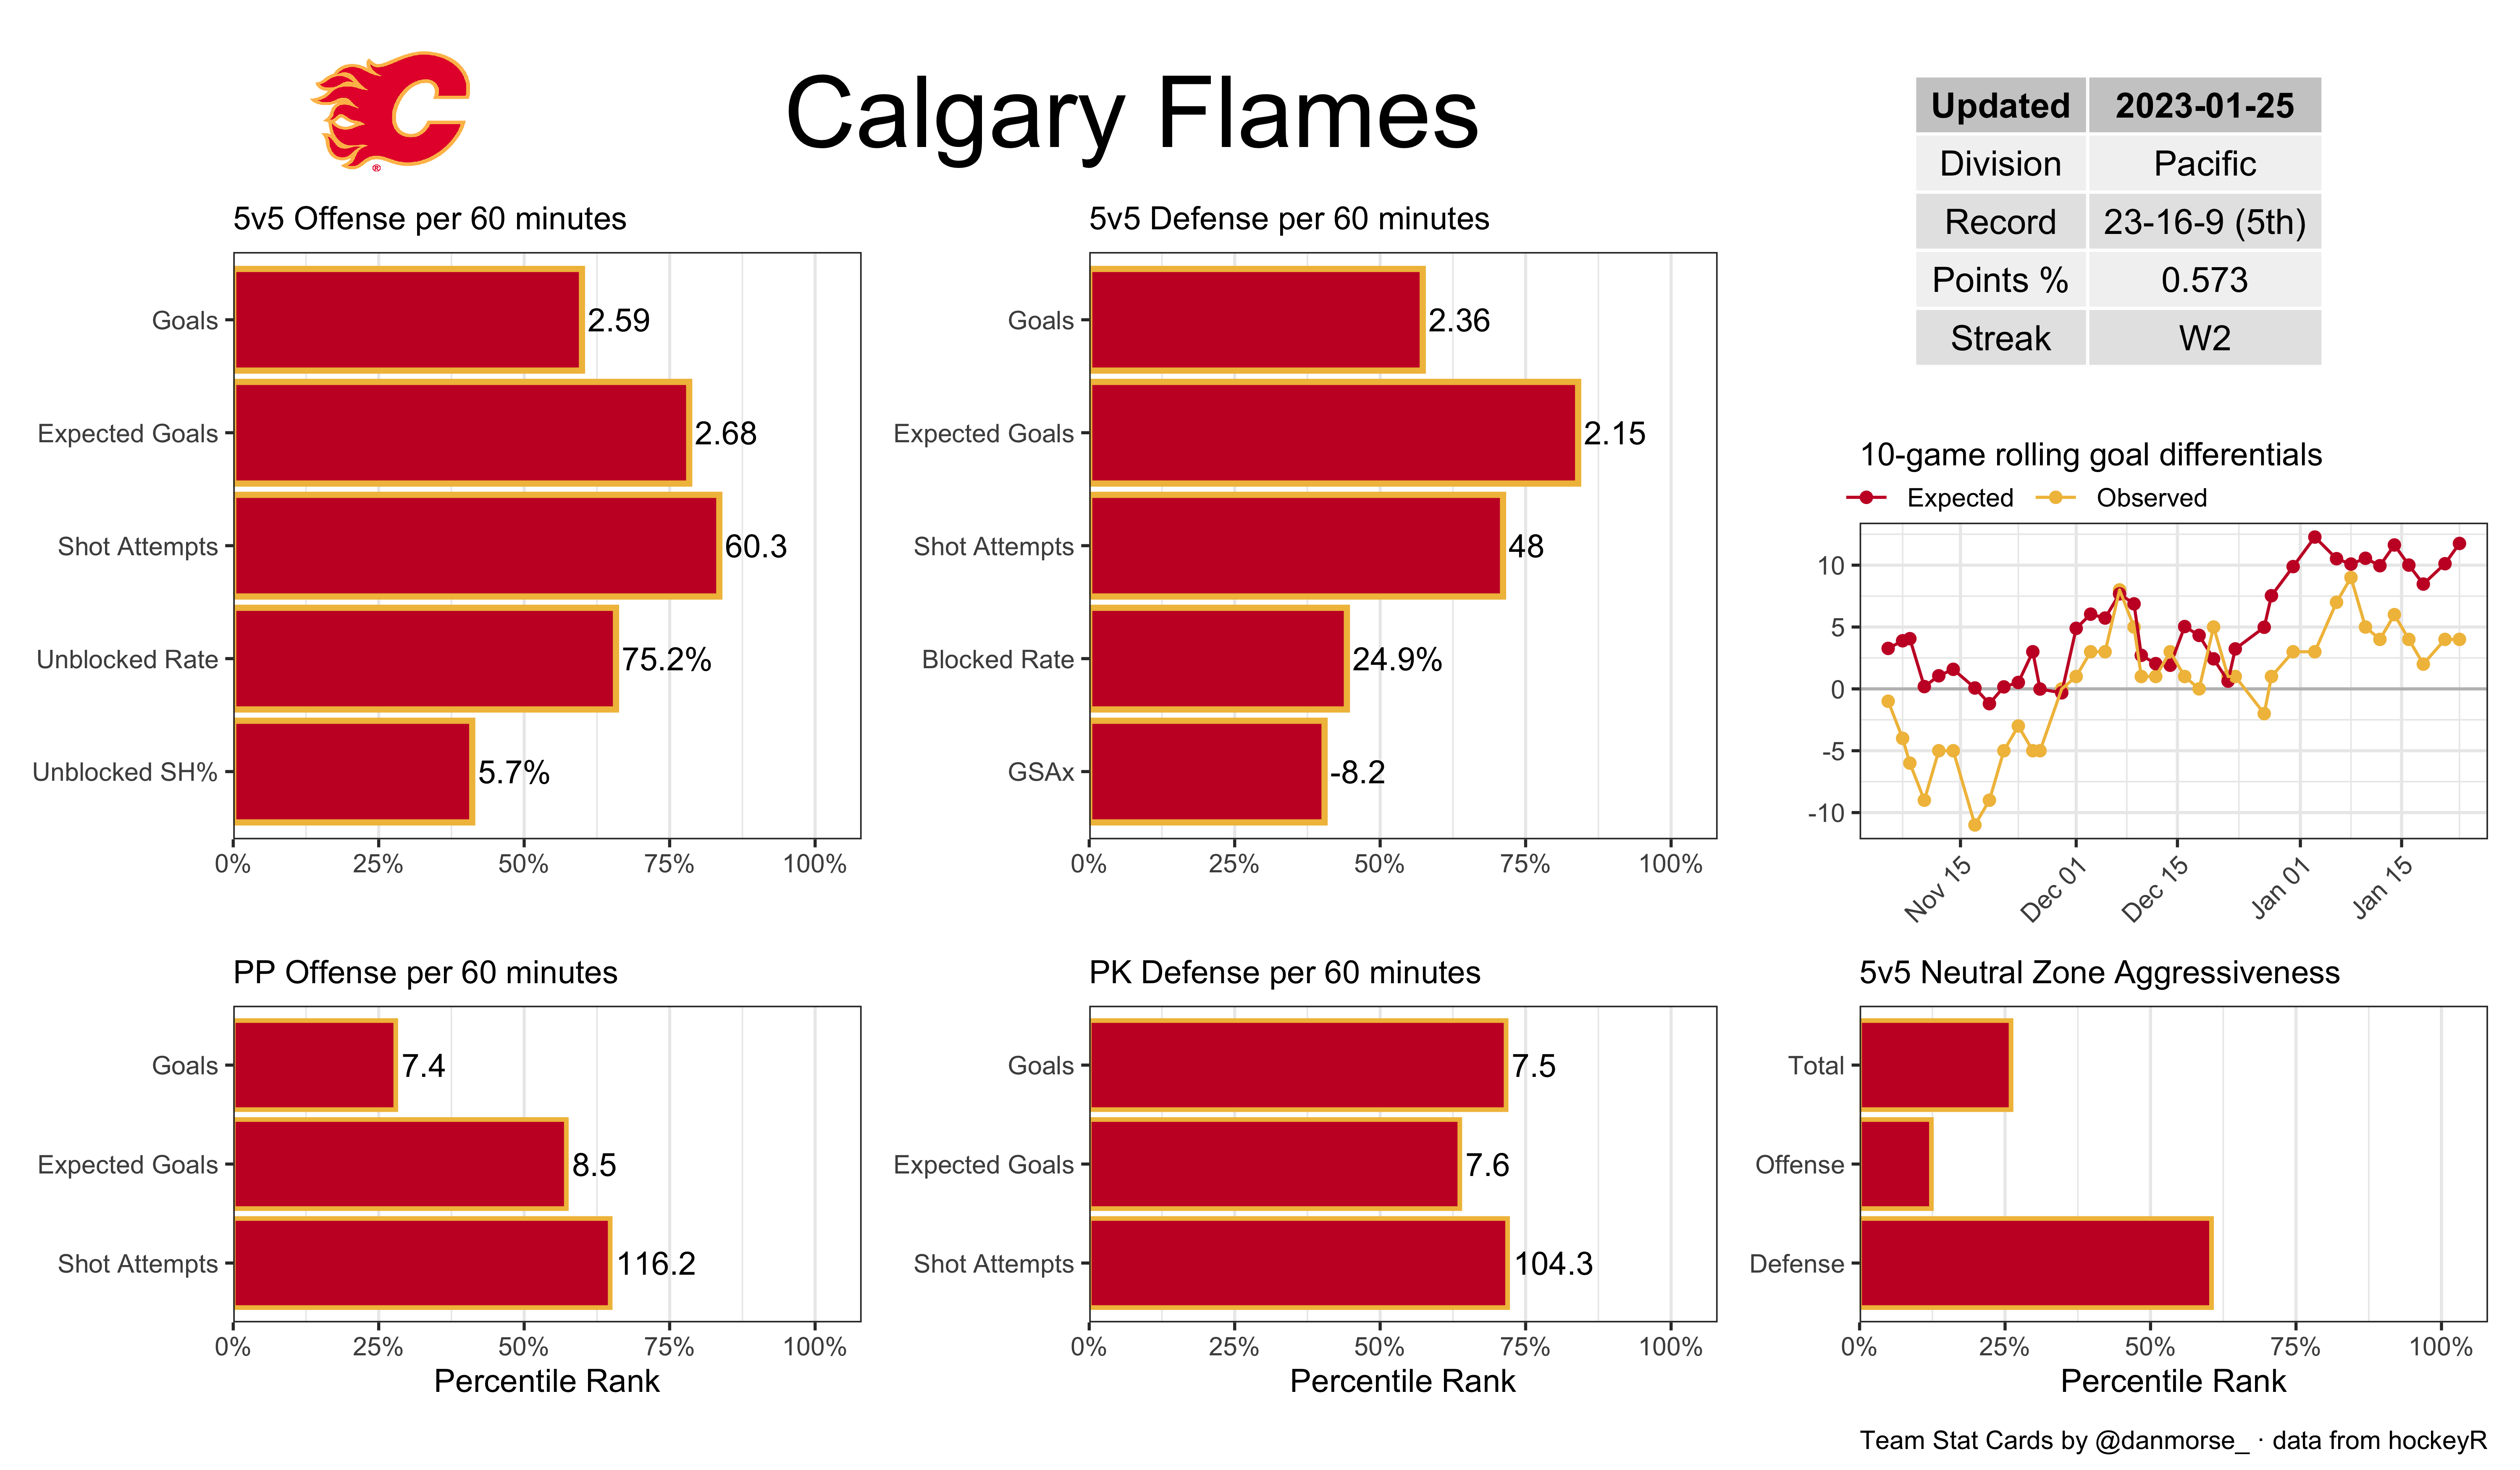 Calgary Flames
Updated 2023-01-25
Division Pacific
Record 23-16-9 (5th)
Points % 0.573
Streak W2
5v5 Offense per 60 minutes
Goals 2.59
Expected Goals 2.68
Shot Attempts 60.3
Unblocked Rate 75.2%
Unblocked SH% 5.7%
0% 25% 50% 75% 100%
5v5 Defense per 60 minutes
Goals 2.36
Expected Goals 2.15
Shot Attempts 48
Blocked Rate 24.9%
GSAx -8.2
0% 25% 50% 75% 100%
10-game rolling goal differentials
Expected Observed
10
5
0
-5
-10
Nov 15 Dec 01 Dec 15 Jan 01 Jan 15
PP Offense per 60 minutes
Goals 7.4
Expected Goals 8.5
Shot Attempts 116.2
0% 25% 50% 75% 100%
Percentile Rank
PK Defense per 60 minutes
Goals 7.5
Expected Goals 7.6
Shot Attempts 104.3
0% 25% 50% 75% 100%
Percentile Rank
5v5 Neutral Zone Aggressiveness
Total
Offense
Defense
0% 25% 50% 75% 100%
Percentile Rank
Team Stat Cards by @danmorse_ · data from hockeyR